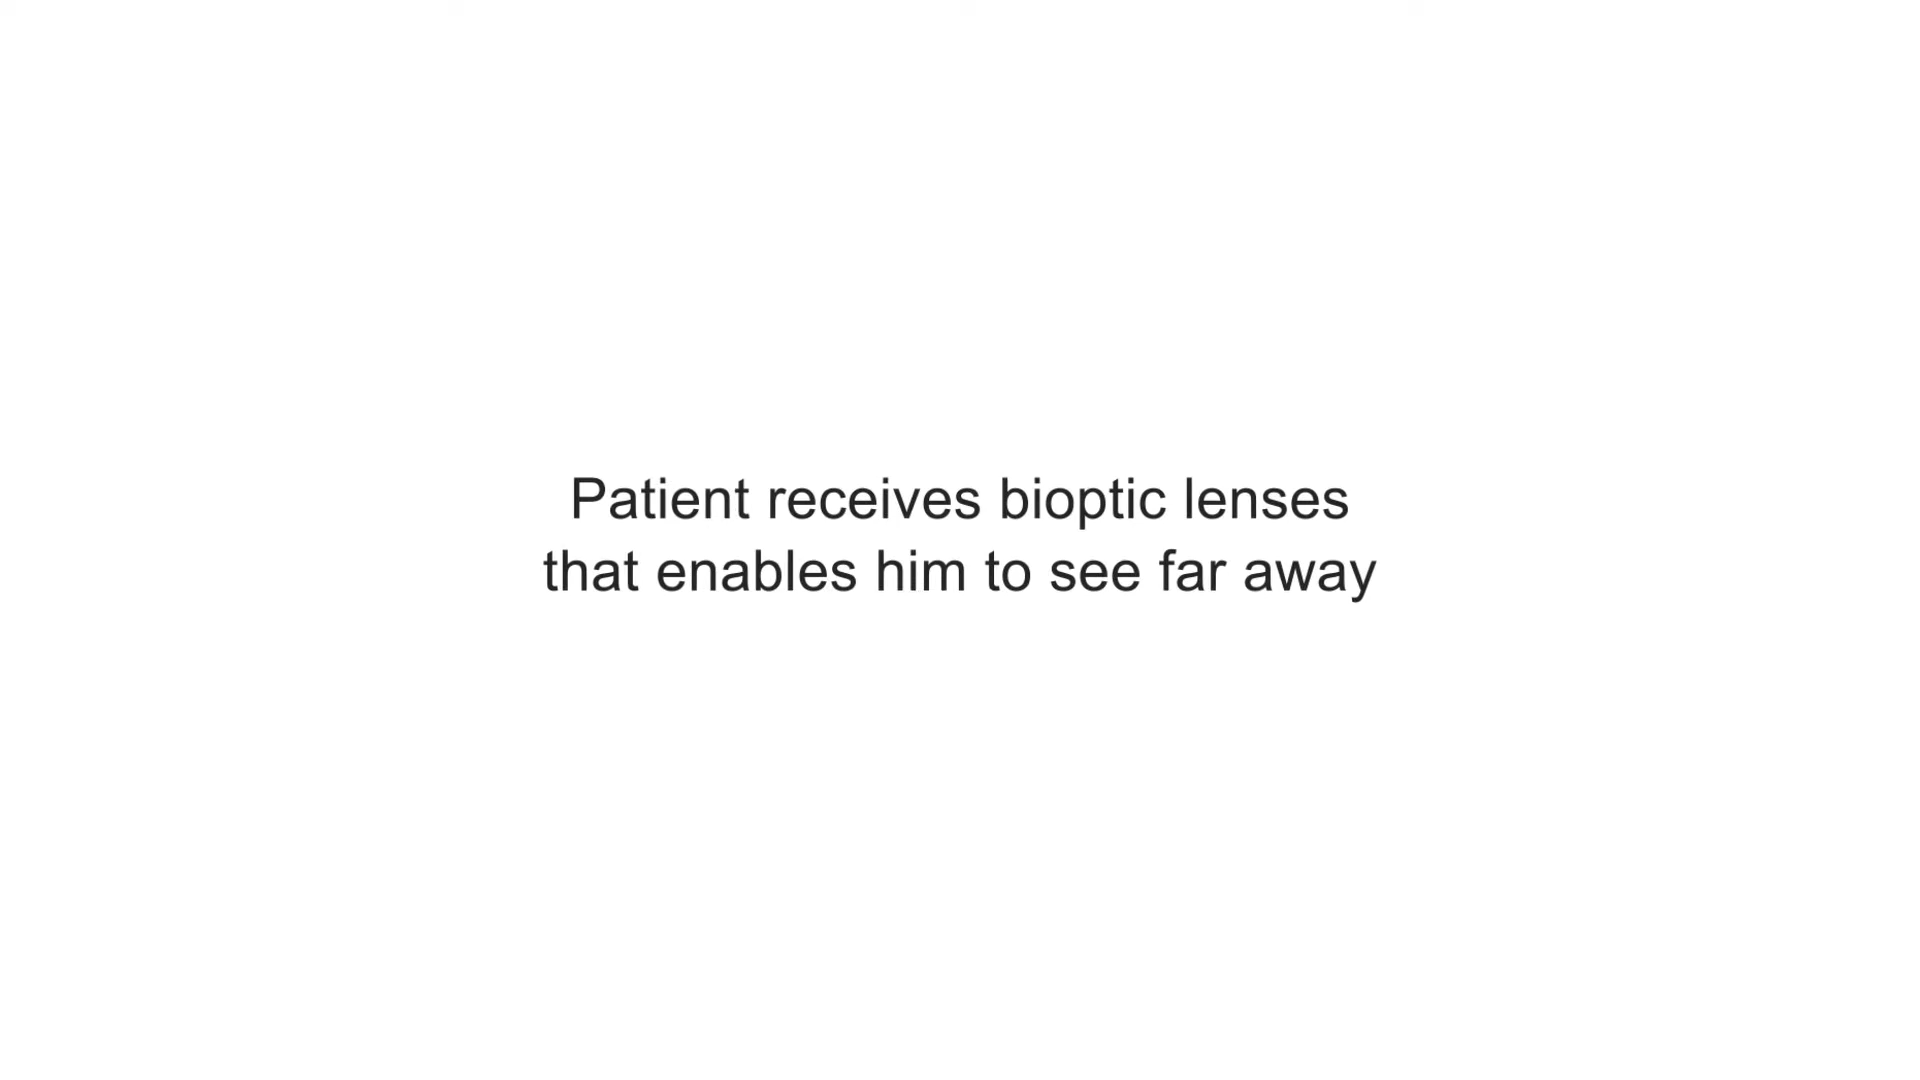 Patient receives bioptic lenses
that enables him to see far away